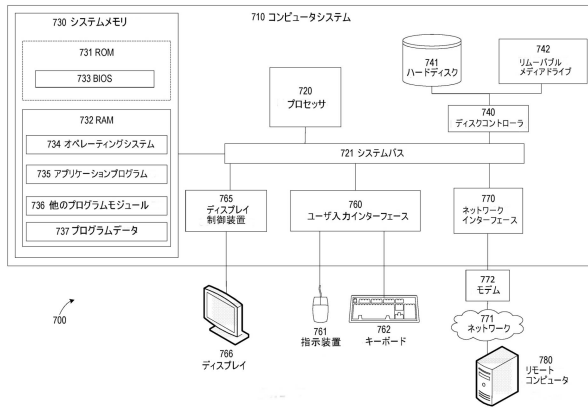 710 コンピュータシステム
730 システムメモリ
731 ROM
733 BIOS
732 RAM
734 オペレーティングシステム
735 アプリケーションプログラム
736 他のプログラムモジュール
737 プログラムデータ
720
プロセッサ
741
ハードディスク
742
リムーバブル
メディアドライブ
740
ディスクコントローラ
721 システムバス
765
ディスプレイ
制御装置
760
ユーザ入力インターフェース
770
ネットワーク
インターフェース
772
モデム
771
ネットワーク
780
リモート
コンピュータ
766
ディスプレイ
761
指示装置
762
キーボード
700